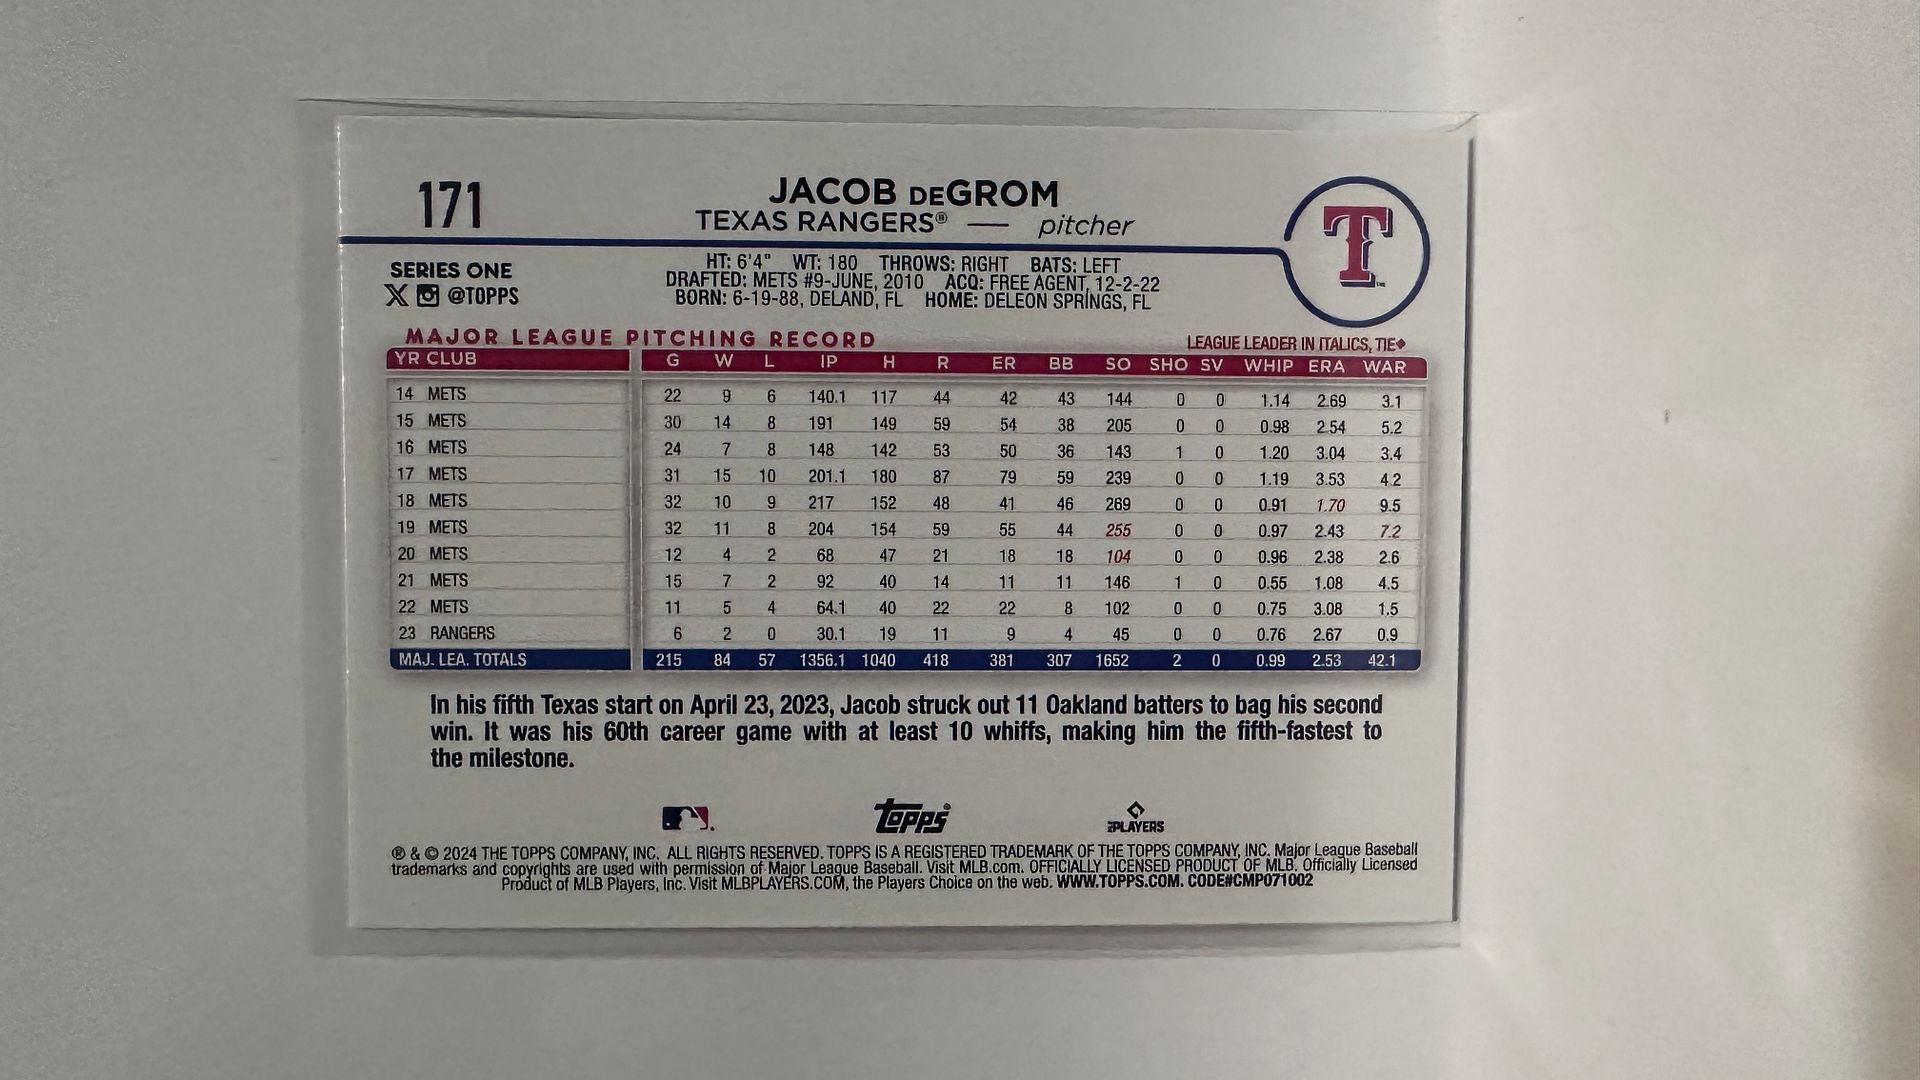 171
JACOB DEGROM
TEXAS RANGERS® — pitcher
T
SERIES ONE
X @TOPPS
HT: 6'4" WT: 180 THROWS: RIGHT BATS: LEFT
DRAFTED: METS #9-JUNE, 2010 ACQ: FREE AGENT, 12-2-22
BORN: 6-19-88, DELAND, FL HOME: DELEON SPRINGS, FL
MAJOR LEAGUE PITCHING RECORD
LEAGUE LEADER IN ITALICS, TIE◆
YR CLUB G W L IP H R ER BB SO SHO SV WHIP ERA WAR
14 METS 22 9 6 140.1 117 44 42 43 144 0 0 1.14 2.69 3.1
15 METS 30 14 8 191 149 59 54 38 205 0 0 0.98 2.54 5.2
16 METS 24 7 8 148 142 53 50 36 143 1 0 1.20 3.04 3.4
17 METS 31 15 10 201.1 180 87 79 59 239 0 0 1.19 3.53 4.2
18 METS 32 10 9 217 152 48 41 46 269 0 0 0.91 1.70 9.5
19 METS 32 11 8 204 154 59 55 44 255 0 0 0.97 2.43 7.2
20 METS 12 4 2 68 47 21 18 18 104 0 0 0.96 2.38 2.6
21 METS 15 7 2 92 40 14 11 11 146 1 0 0.55 1.08 4.5
22 METS 11 5 4 64.1 40 22 22 8 102 0 0 0.75 3.08 1.5
23 RANGERS 6 2 0 30.1 19 11 9 4 45 0 0 0.76 2.67 0.9
MAJ. LEA. TOTALS 215 84 57 1356.1 1040 418 381 307 1652 2 0 0.99 2.53 42.1
In his fifth Texas start on April 23, 2023, Jacob struck out 11 Oakland batters to bag his second
win. It was his 60th career game with at least 10 whiffs, making him the fifth-fastest to
the milestone.
Topps®
PLAYERS
® & © 2024 THE TOPPS COMPANY, INC. ALL RIGHTS RESERVED. TOPPS IS A REGISTERED TRADEMARK OF THE TOPPS COMPANY, INC. Major League Baseball
trademarks and copyrights are used with permission of Major League Baseball. Visit MLB.com. OFFICIALLY LICENSED PRODUCT OF MLB. Officially Licensed
Product of MLB Players, Inc. Visit MLBPLAYERS.COM, the Players Choice on the web. WWW.TOPPS.COM. CODE#CMP071002